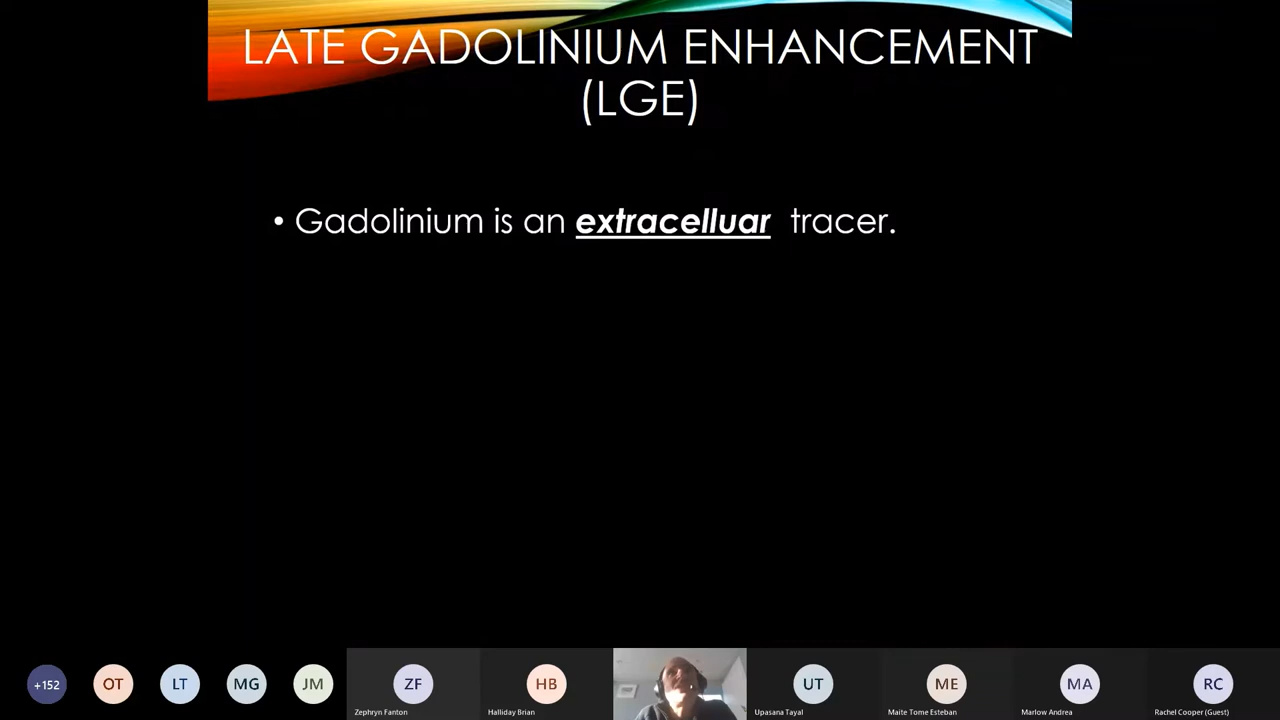 LATE GADOLINIUM ENHANCEMENT
(LGE)
• Gadolinium is an extracelluar tracer.
+152
OT
LT
MG
JM
ZF
HB
UT
ME
MA
RC
Zephryn Fanton
Halliday Brian
Upasana Tayal
Maite Tome Esteban
Marlow Andrea
Rachel Cooper (Guest)